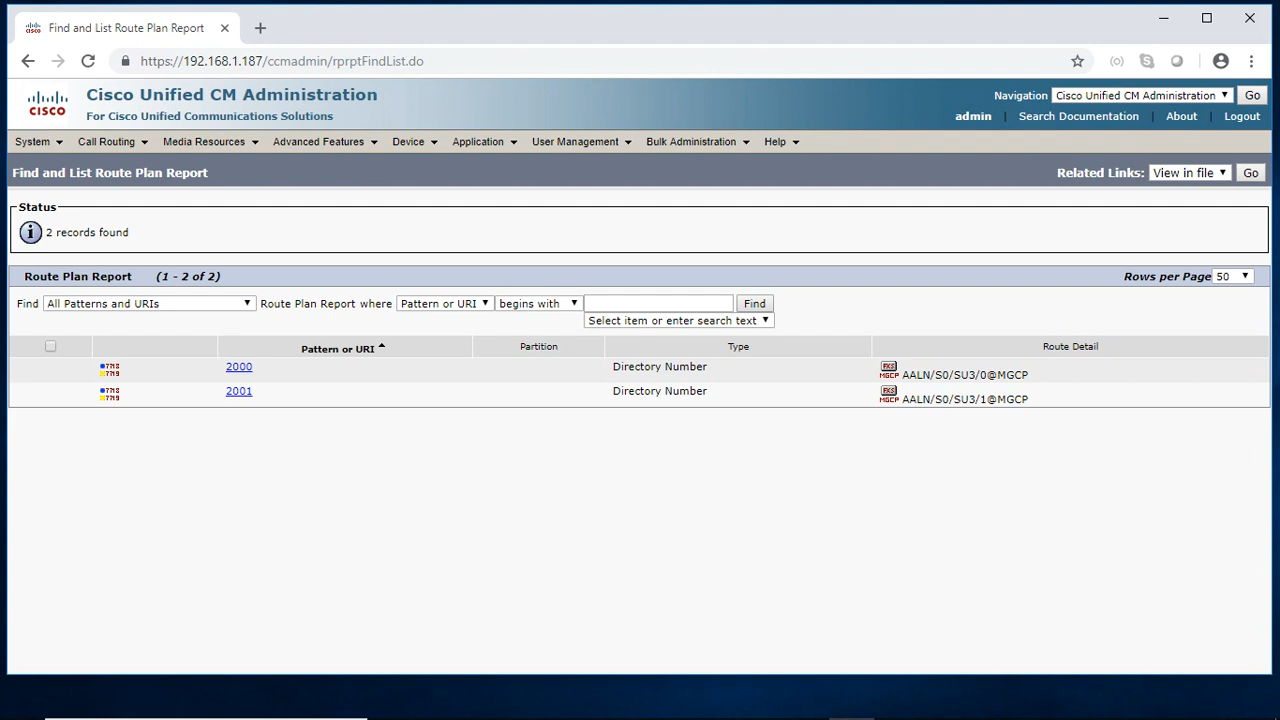 Find and List Route Plan Report
https://192.168.1.187/ccmadmin/rprptFindList.do
CISCO
Cisco Unified CM Administration
For Cisco Unified Communications Solutions
Navigation Cisco Unified CM Administration Go
admin | Search Documentation | About | Logout
System Call Routing Media Resources Advanced Features Device Application User Management Bulk Administration Help
Find and List Route Plan Report
Related Links: View in file Go
Status
2 records found
Route Plan Report (1 - 2 of 2)
Rows per Page 50
Find All Patterns and URIs Route Plan Report where Pattern or URI begins with Find
Select item or enter search text
Pattern or URI Partition Type Route Detail
2000 Directory Number FXS MGCP AALN/S0/SU3/0@MGCP
2001 Directory Number FXS MGCP AALN/S0/SU3/1@MGCP